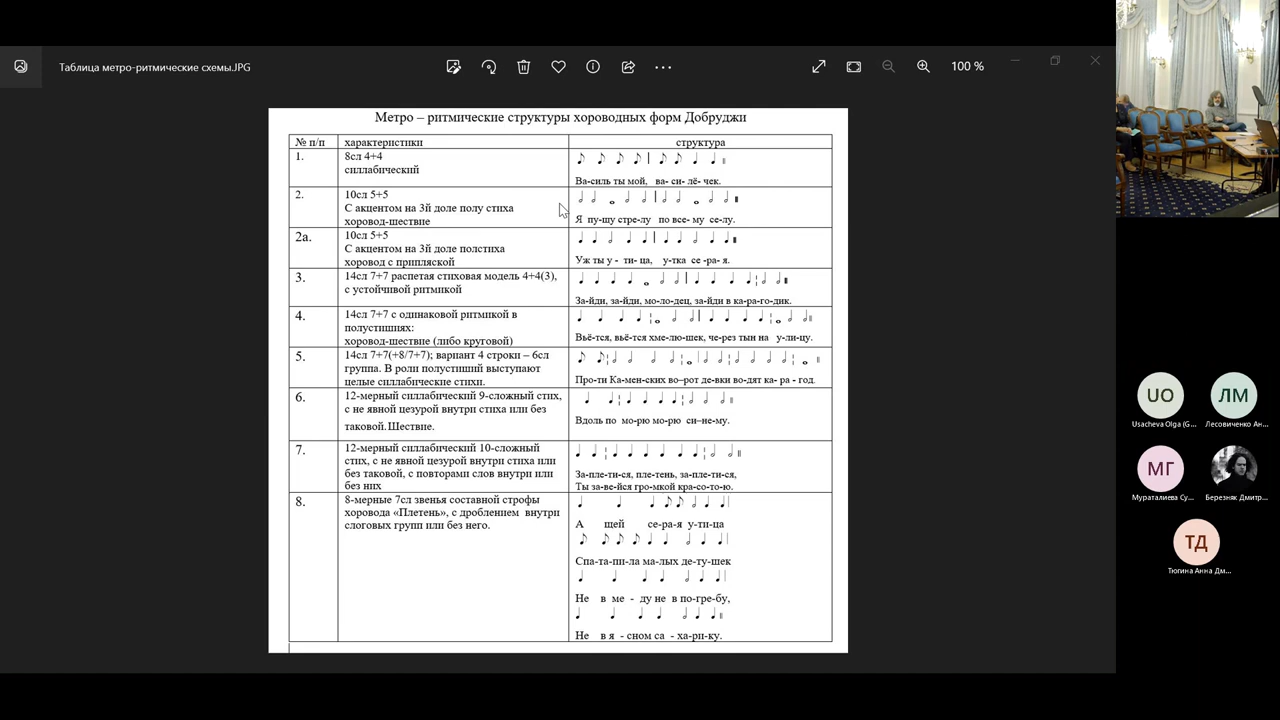 Таблица метро-ритмические схемы.JPG
100 %
Метро – ритмические структуры хороводных форм Добруджи
№ п/п характеристики структура
1. 8сл 4+4
силлабический
Ва-силь ты мой, ва- си- лё- чек.
2. 10сл 5+5
С акцентом на 3й доле полу стиха
хоровод-шествие
Я пу-шу стре-лу по все- му се-лу.
2а. 10сл 5+5
С акцентом на 3й доле полстиха
хоровод с припляской
Уж ты у - ти- ца, у-тка се -ра- я.
3. 14сл 7+7 распетая стиховая модель 4+4(3),
с устойчивой ритмикой
За-йди, за-йди, мо-ло-дец, за-йди в ка-ра-го-дик.
4. 14сл 7+7 с одинаковой ритмикой в
полустишиях:
хоровод-шествие (либо круговой)
Вьё-тся, вьё-тся хме-лю-шек, че-рез тын на у-ли-цу.
5. 14сл 7+7(+8/7+7); вариант 4 строки – 6сл
группа. В роли полустиший выступают
целые силлабические стихи.
Про-ти Ка-мен-ских во–рот де-вки во-дят ка- ра - год.
6. 12-мерный силлабический 9-сложный стих,
с не явной цезурой внутри стиха или без
таковой. Шествие.
Вдоль по мо-рю мо-рю си–не-му.
7. 12-мерный силлабический 10-сложный
стих, с не явной цезурой внутри стиха или
без таковой, с повторами слов внутри или
без них
За-пле-ти-ся, пле-тень, за-пле-ти-ся,
Ты за-ве-йся гро-мкой кра-со-то-ю.
8. 8-мерные 7сл звенья составной строфы
хоровода «Плетень», с дроблением внутри
слоговых групп или без него.
А щей се-ра-я у-ти-ца
Спа-та-пи-ла ма-лых де-ту-шек
Не в ме - ду не в по-гре-бу,
Не в я - сном са - ха-ри-ку.
UO
Usacheva Olga (G...
ЛМ
Лесовиченко Ан...
МГ
Мураталиева Су...
Березняк Дмитр...
ТД
Тюгина Анна Дм...